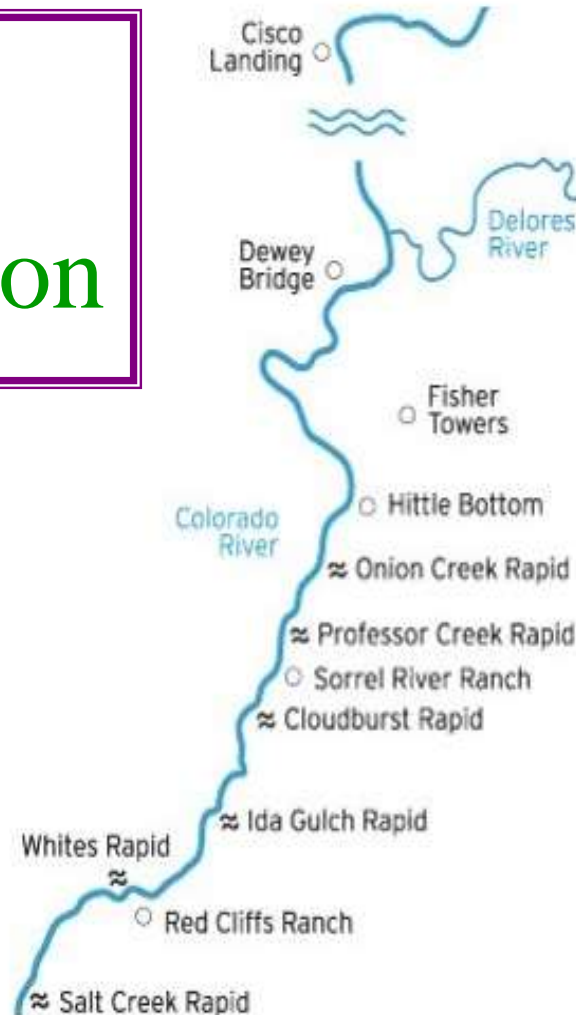 on
Cisco
Landing
Delores
River
Dewey
Bridge
Fisher
Towers
Hittle Bottom
Colorado
River
Onion Creek Rapid
Professor Creek Rapid
Sorrel River Ranch
Cloudburst Rapid
Ida Gulch Rapid
Whites Rapid
Red Cliffs Ranch
Salt Creek Rapid